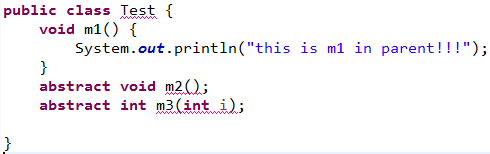 public class Test {
    void m1() {
        System.out.println("this is m1 in parent!!!");
    }
    abstract void m2();
    abstract int m3(int i);

}